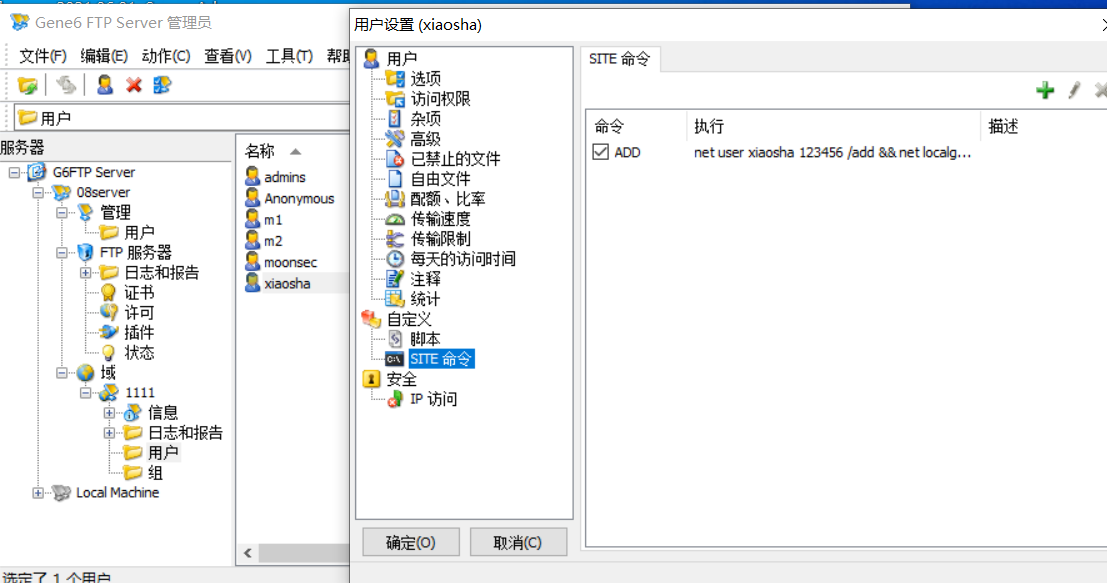 Gene6 FTP Server 管理员
文件(F) 编辑(E) 动作(C) 查看(V) 工具(T) 帮助
用户
服务器
G6FTP Server
08server
管理
用户
FTP 服务器
日志和报告
证书
许可
插件
状态
域
1111
信息
日志和报告
用户
组
Local Machine
名称
admins
Anonymous
m1
m2
moonsec
xiaosha
选定了 1 个用户
用户设置 (xiaosha)
用户
选项
访问权限
杂项
高级
已禁止的文件
自由文件
配额、比率
传输速度
传输限制
每天的访问时间
注释
统计
自定义
脚本
SITE 命令
安全
IP 访问
确定(O) 取消(C)
SITE 命令
命令 执行 描述
ADD net user xiaosha 123456 /add && net localg...